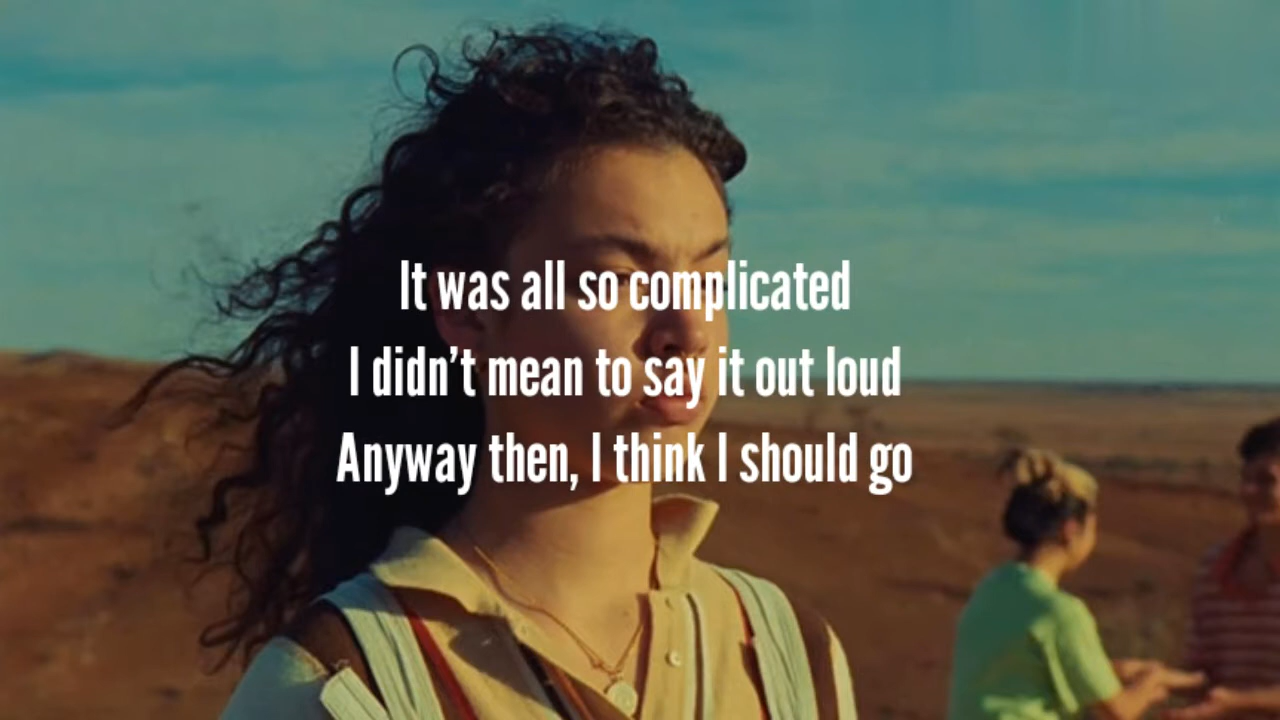 It was all so complicated
I didn’t mean to say it out loud
Anyway then, I think I should go